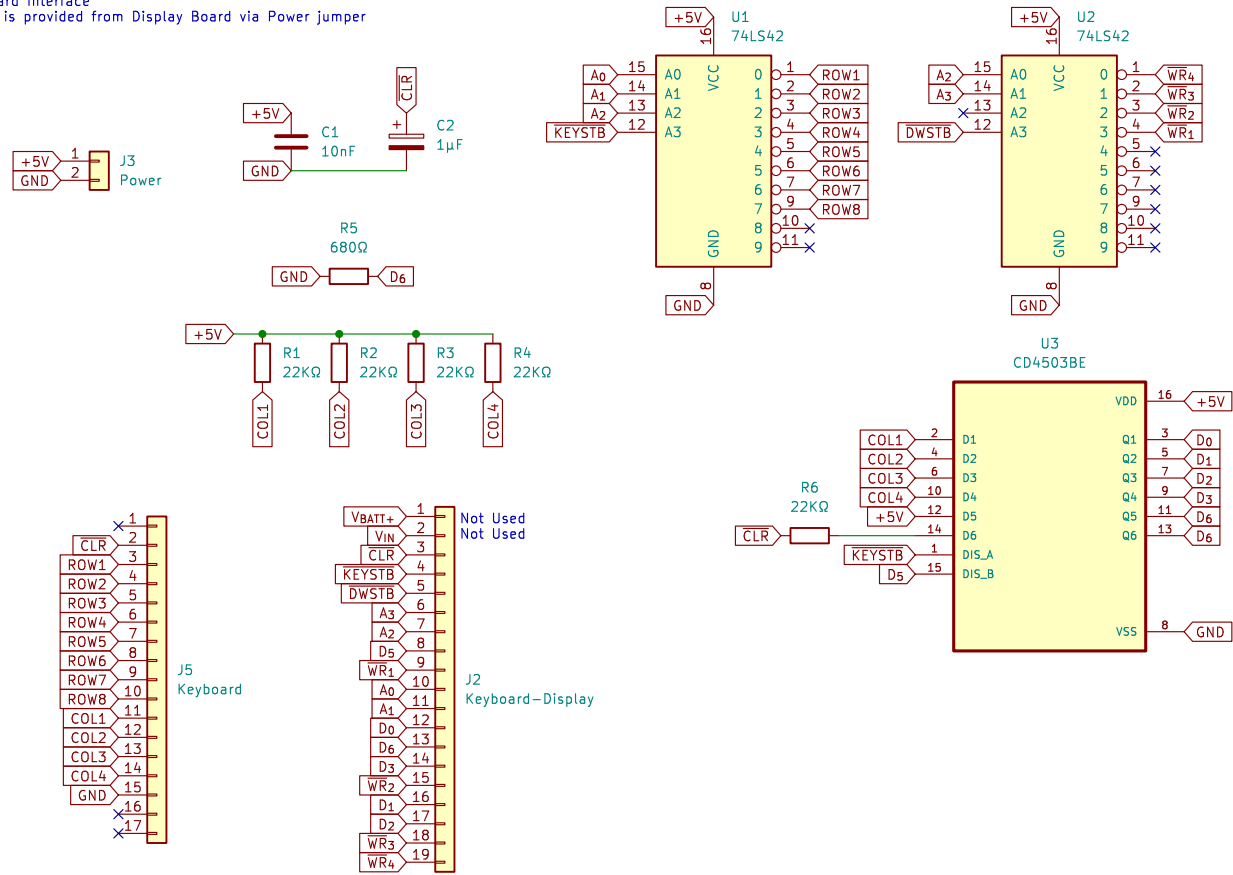 is provided from Display Board via Power jumper
+5V
16
U1
74LS42
VCC
GND
8
GND
A0
15
A0
A1
14
A1
A2
13
A2
KEYSTB
12
A3
0
1
ROW1
1
2
ROW2
2
3
ROW3
3
4
ROW4
4
5
ROW5
5
6
ROW6
6
7
ROW7
7
9
ROW8
8
10
9
11
+5V
16
U2
74LS42
VCC
GND
8
GND
A2
15
A0
A3
14
A1
13
A2
DWSTB
12
A3
0
1
WR4
1
2
WR3
2
3
WR2
3
4
WR1
4
5
5
6
6
7
7
9
8
10
9
11
CLR
+5V
C1
10nF
GND
+
C2
1µF
+5V
1
GND
2
J3
Power
R5
680Ω
GND
D6
+5V
R1
22KΩ
R2
22KΩ
R3
22KΩ
R4
22KΩ
COL1
COL2
COL3
COL4
U3
CD4503BE
VDD
16
+5V
COL1
2
D1
Q1
3
D0
COL2
4
D2
Q2
5
D1
COL3
6
D3
Q3
7
D2
COL4
10
D4
Q4
9
D3
+5V
12
D5
Q5
11
D6
CLR
R6
22KΩ
14
D6
Q6
13
D6
KEYSTB
1
DIS_A
D5
15
DIS_B
VSS
8
GND
1
CLR
2
ROW1
3
ROW2
4
ROW3
5
ROW4
6
ROW5
7
ROW6
8
ROW7
9
ROW8
10
COL1
11
COL2
12
COL3
13
COL4
14
GND
15
16
17
J5
Keyboard
VBATT+
1
Not Used
VIN
2
Not Used
CLR
3
KEYSTB
4
DWSTB
5
A3
6
A2
7
D5
8
WR1
9
A0
10
A1
11
D0
12
D6
13
D3
14
WR2
15
D1
16
D2
17
WR3
18
WR4
19
J2
Keyboard-Display